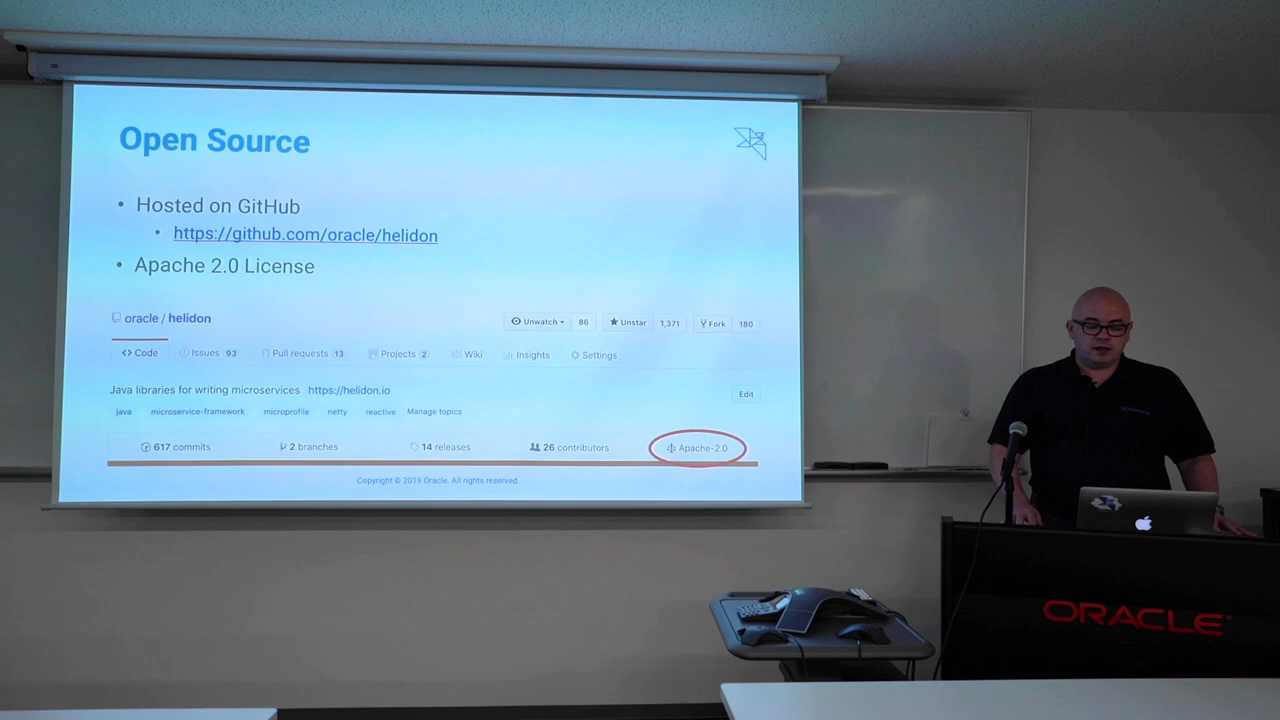 Open Source
• Hosted on GitHub
• https://github.com/oracle/helidon
• Apache 2.0 License
oracle / helidon
Unwatch 86 Unstar 1,371 Fork 180
<> Code Issues 93 Pull requests 13 Projects 2 Wiki Insights Settings
Java libraries for writing microservices https://helidon.io Edit
java microservice-framework microprofile netty reactive Manage topics
617 commits 2 branches 14 releases 26 contributors Apache-2.0
Copyright © 2019 Oracle. All rights reserved.
ORACLE®